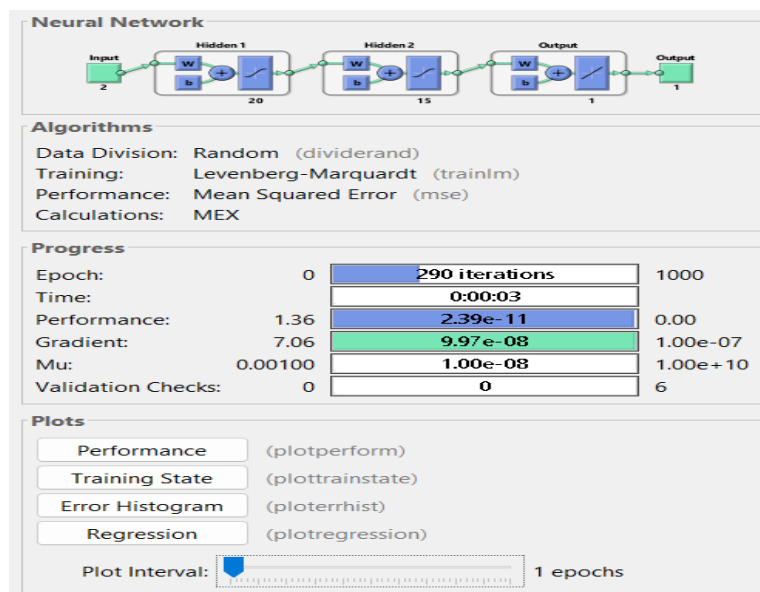 Neural Network
Hidden 1 Hidden 2 Output
Input Output
W W W
+ + +
b b b
2 1
20 15 1
Algorithms
Data Division: Random (dividerand)
Training: Levenberg-Marquardt (trainlm)
Performance: Mean Squared Error (mse)
Calculations: MEX
Progress
Epoch: 0 290 iterations 1000
Time: 0:00:03
Performance: 1.36 2.39e-11 0.00
Gradient: 7.06 9.97e-08 1.00e-07
Mu: 0.00100 1.00e-08 1.00e+10
Validation Checks: 0 0 6
Plots
Performance (plotperform)
Training State (plottrainstate)
Error Histogram (ploterrhist)
Regression (plotregression)
Plot Interval: 1 epochs